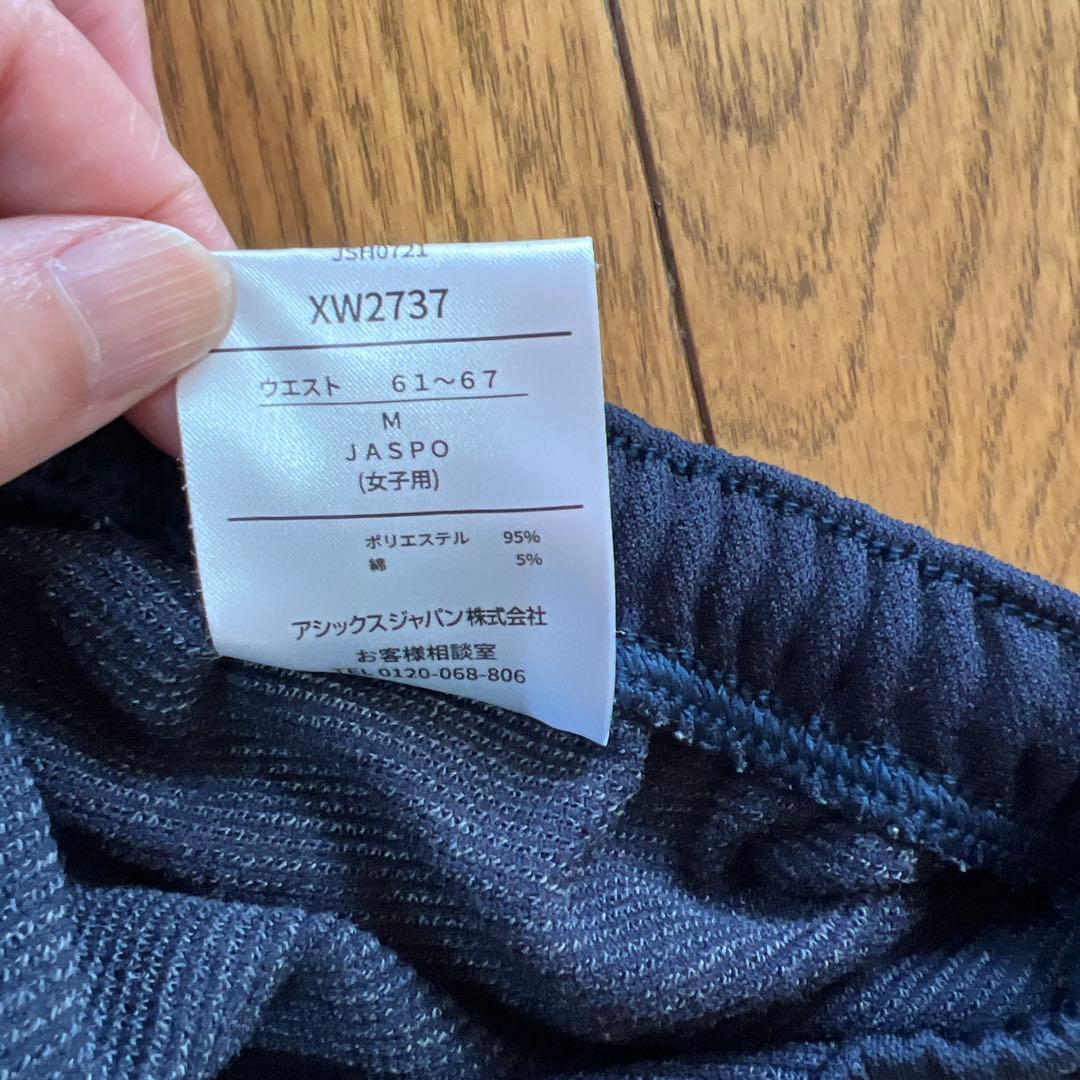 JSH0721
XW2737
ウエスト 61〜67
M
JASPO
(女子用)
ポリエステル 95%
綿 5%
アシックスジャパン株式会社
お客様相談室
TEL 0120-068-806